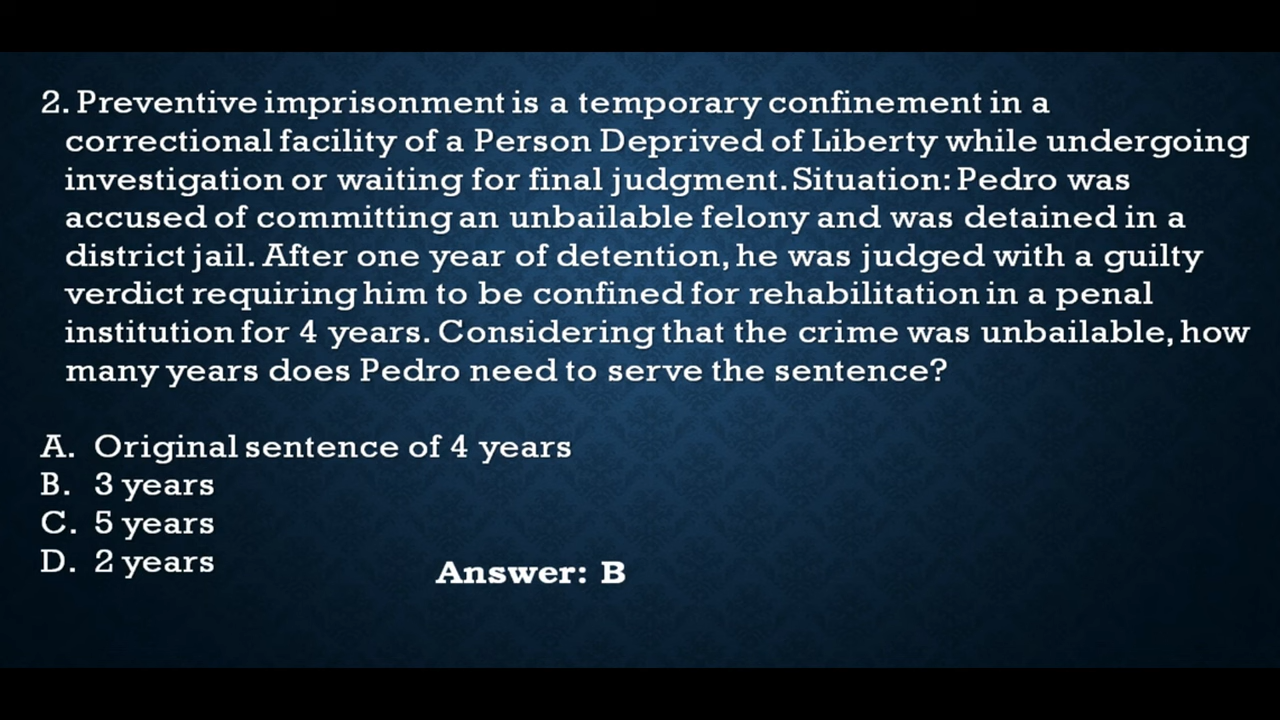 2. Preventive imprisonment is a temporary confinement in a
correctional facility of a Person Deprived of Liberty while undergoing
investigation or waiting for final judgment. Situation: Pedro was
accused of committing an unbailable felony and was detained in a
district jail. After one year of detention, he was judged with a guilty
verdict requiring him to be confined for rehabilitation in a penal
institution for 4 years. Considering that the crime was unbailable, how
many years does Pedro need to serve the sentence?
A. Original sentence of 4 years
B. 3 years
C. 5 years
D. 2 years
Answer: B